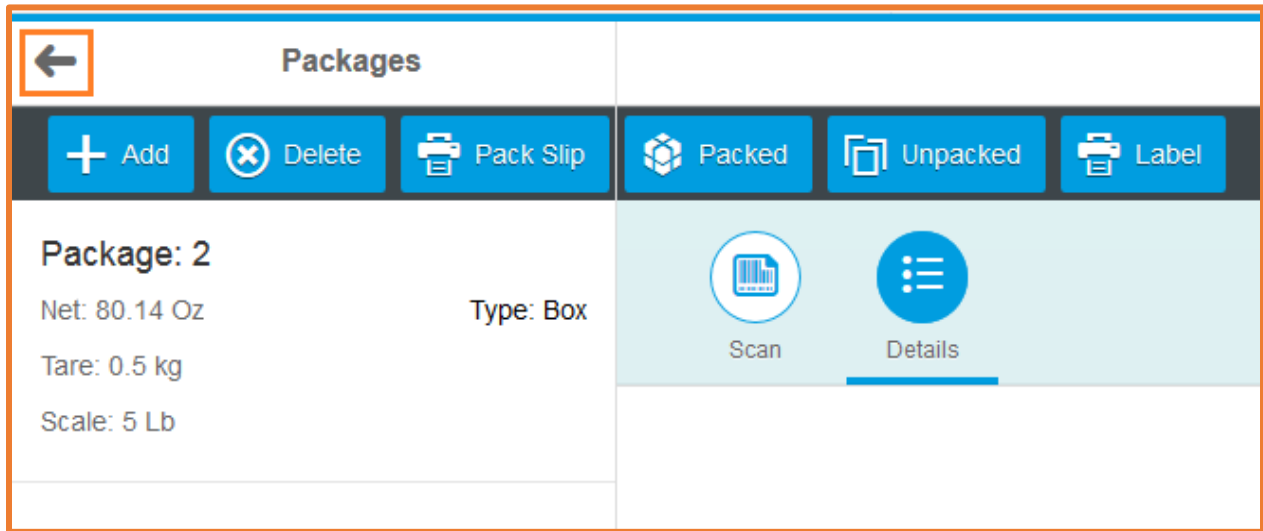 Packages
Add Delete Pack Slip Packed Unpacked Label
Package: 2
Net: 80.14 Oz Type: Box
Tare: 0.5 kg
Scale: 5 Lb
Scan Details